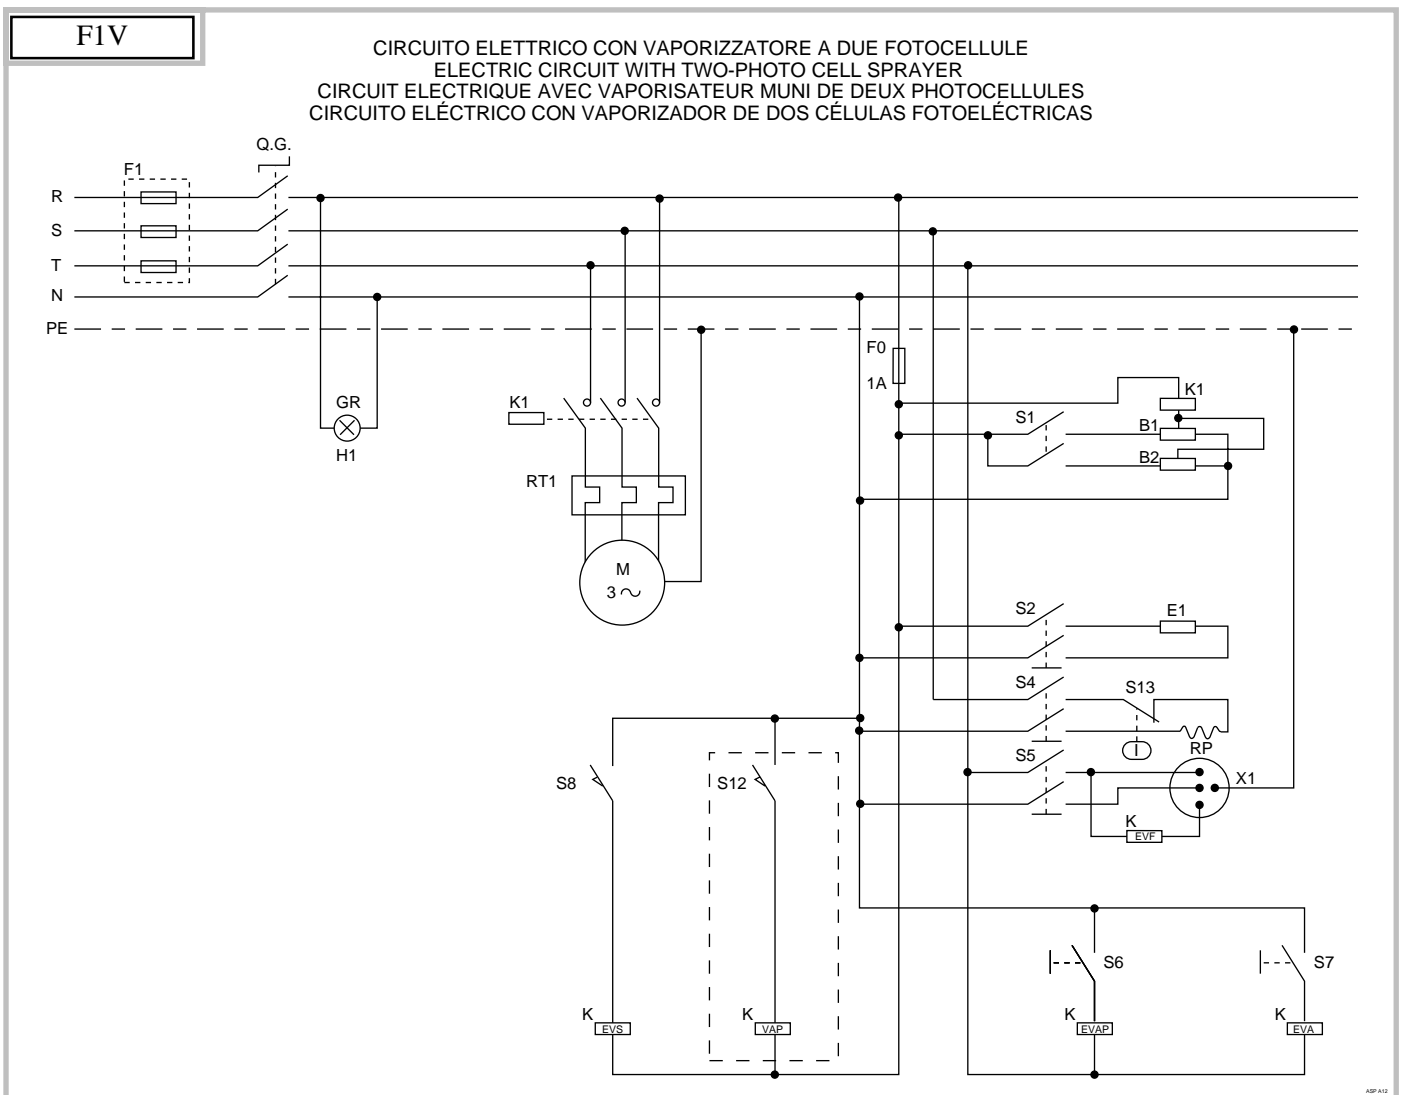 F1V
CIRCUITO ELETTRICO CON VAPORIZZATORE A DUE FOTOCELLULE
ELECTRIC CIRCUIT WITH TWO-PHOTO CELL SPRAYER
CIRCUIT ELECTRIQUE AVEC VAPORISATEUR MUNI DE DEUX PHOTOCELLULES
CIRCUITO ELÉCTRICO CON VAPORIZADOR DE DOS CÉLULAS FOTOELÉCTRICAS
Q.G.
F1
R
S
T
N
PE
F0
1A
K1
GR
H1
K1
S1
B1
B2
RT1
M
3
S2
E1
S4
S13
RP
S5
X1
S8
S12
K
EVF
S6
S7
K
EVS
K
VAP
K
EVAP
K
EVA
ASP A12